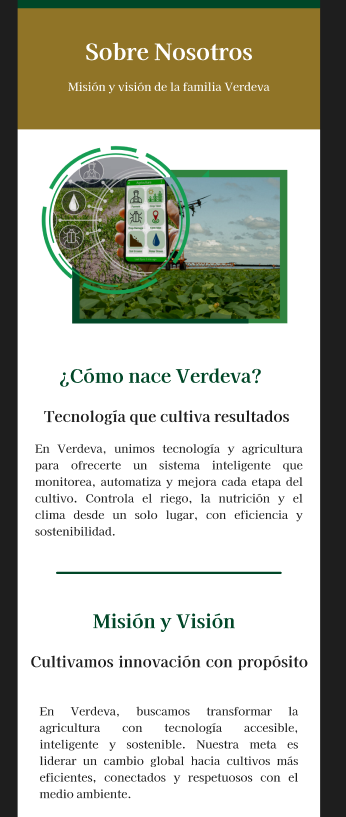 Sobre Nosotros
Misión y visión de la familia Verdeva
¿Cómo nace Verdeva?
Tecnología que cultiva resultados
En Verdeva, unimos tecnología y agricultura
para ofrecerte un sistema inteligente que
monitorea, automatiza y mejora cada etapa del
cultivo. Controla el riego, la nutrición y el
clima desde un solo lugar, con eficiencia y
sostenibilidad.
Misión y Visión
Cultivamos innovación con propósito
En Verdeva, buscamos transformar la
agricultura con tecnología accesible,
inteligente y sostenible. Nuestra meta es
liderar un cambio global hacia cultivos más
eficientes, conectados y respetuosos con el
medio ambiente.